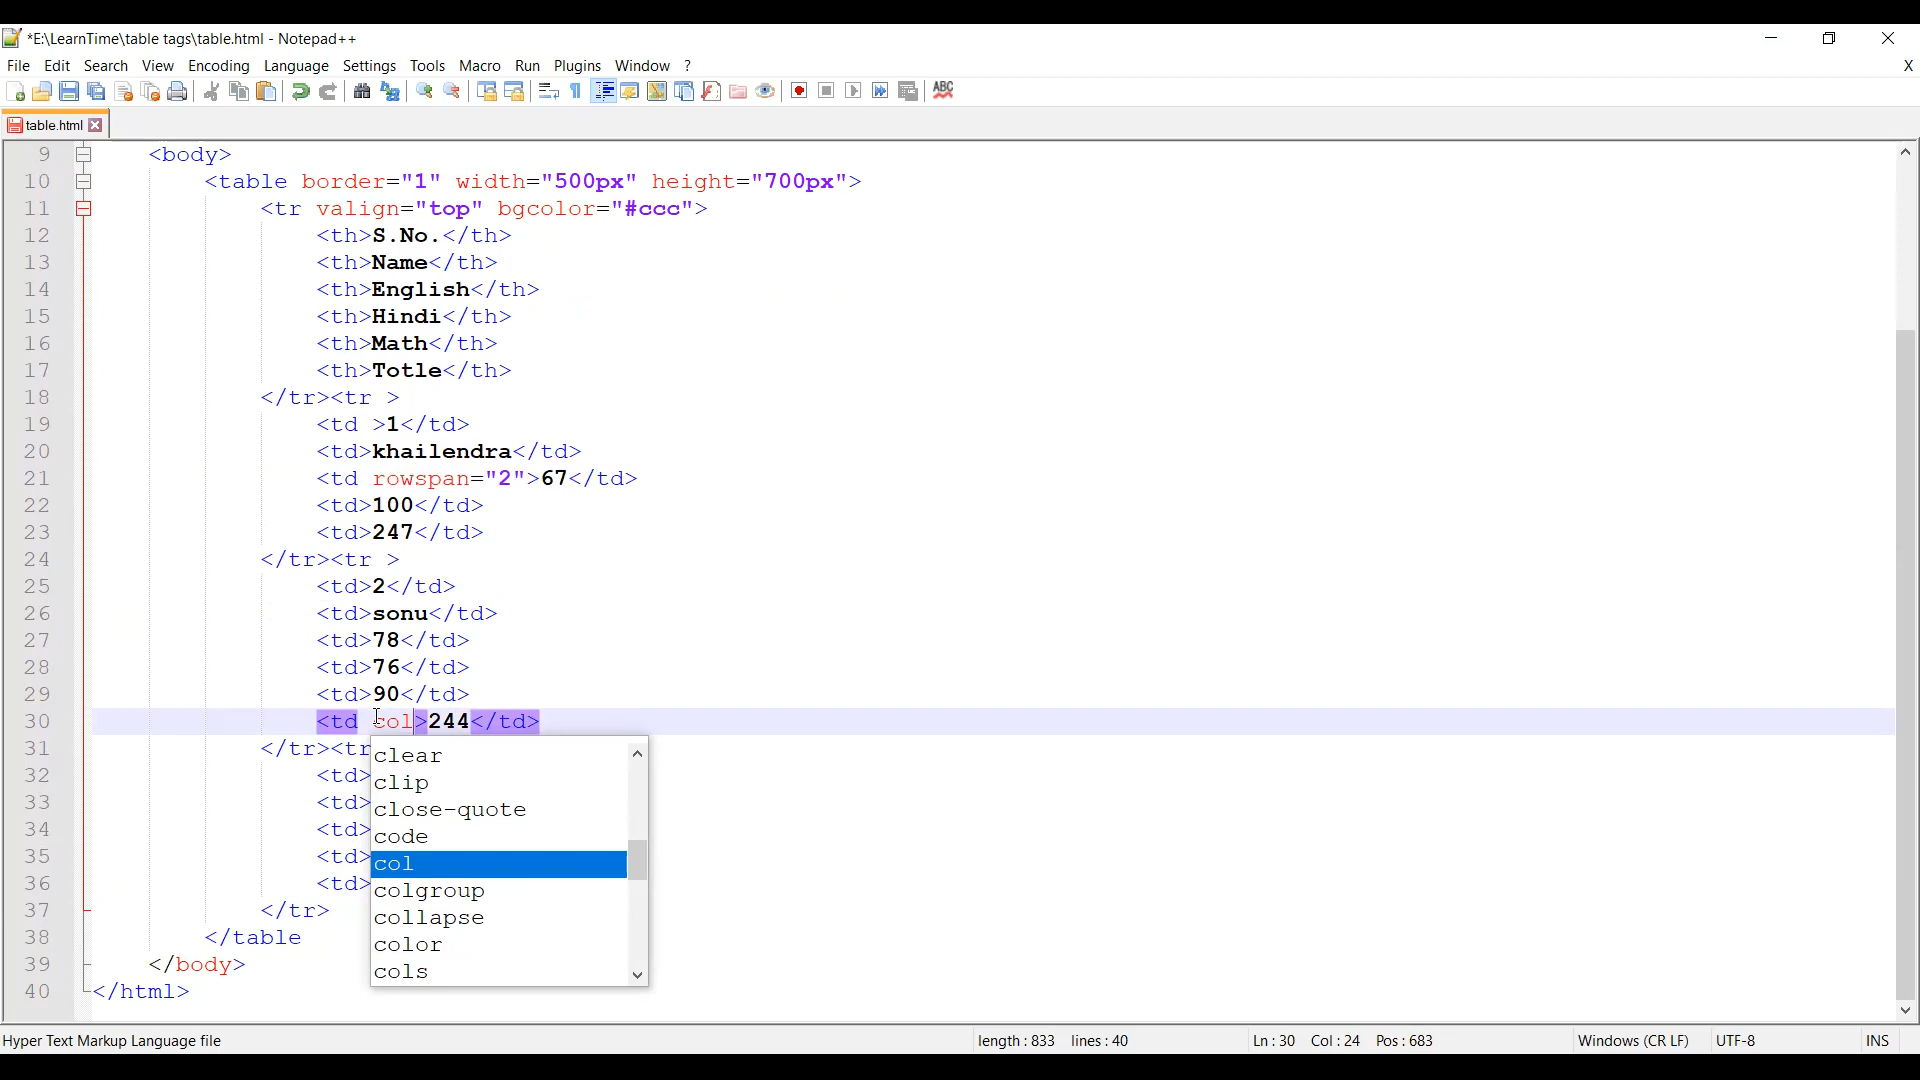 *E:\LearnTime\table tags\table.html - Notepad++
File Edit Search View Encoding Language Settings Tools Macro Run Plugins Window ? X
ABC
table.html
9 <body>
10 <table border="1" width="500px" height="700px">
11 <tr valign="top" bgcolor="#ccc">
12 <th>S.No.</th>
13 <th>Name</th>
14 <th>English</th>
15 <th>Hindi</th>
16 <th>Math</th>
17 <th>Totle</th>
18 </tr><tr >
19 <td >1</td>
20 <td>khailendra</td>
21 <td rowspan="2">67</td>
22 <td>100</td>
23 <td>247</td>
24 </tr><tr >
25 <td>2</td>
26 <td>sonu</td>
27 <td>78</td>
28 <td>76</td>
29 <td>90</td>
30 <td col>244</td>
31 </tr><tr
32 <td>
33 <td>
34 <td>
35 <td>
36 <td>
37 </tr>
38 </table
39 </body>
40 </html>
clear
clip
close-quote
code
col
colgroup
collapse
color
cols
Hyper Text Markup Language file length : 833 lines : 40 Ln : 30 Col : 24 Pos : 683 Windows (CR LF) UTF-8 INS